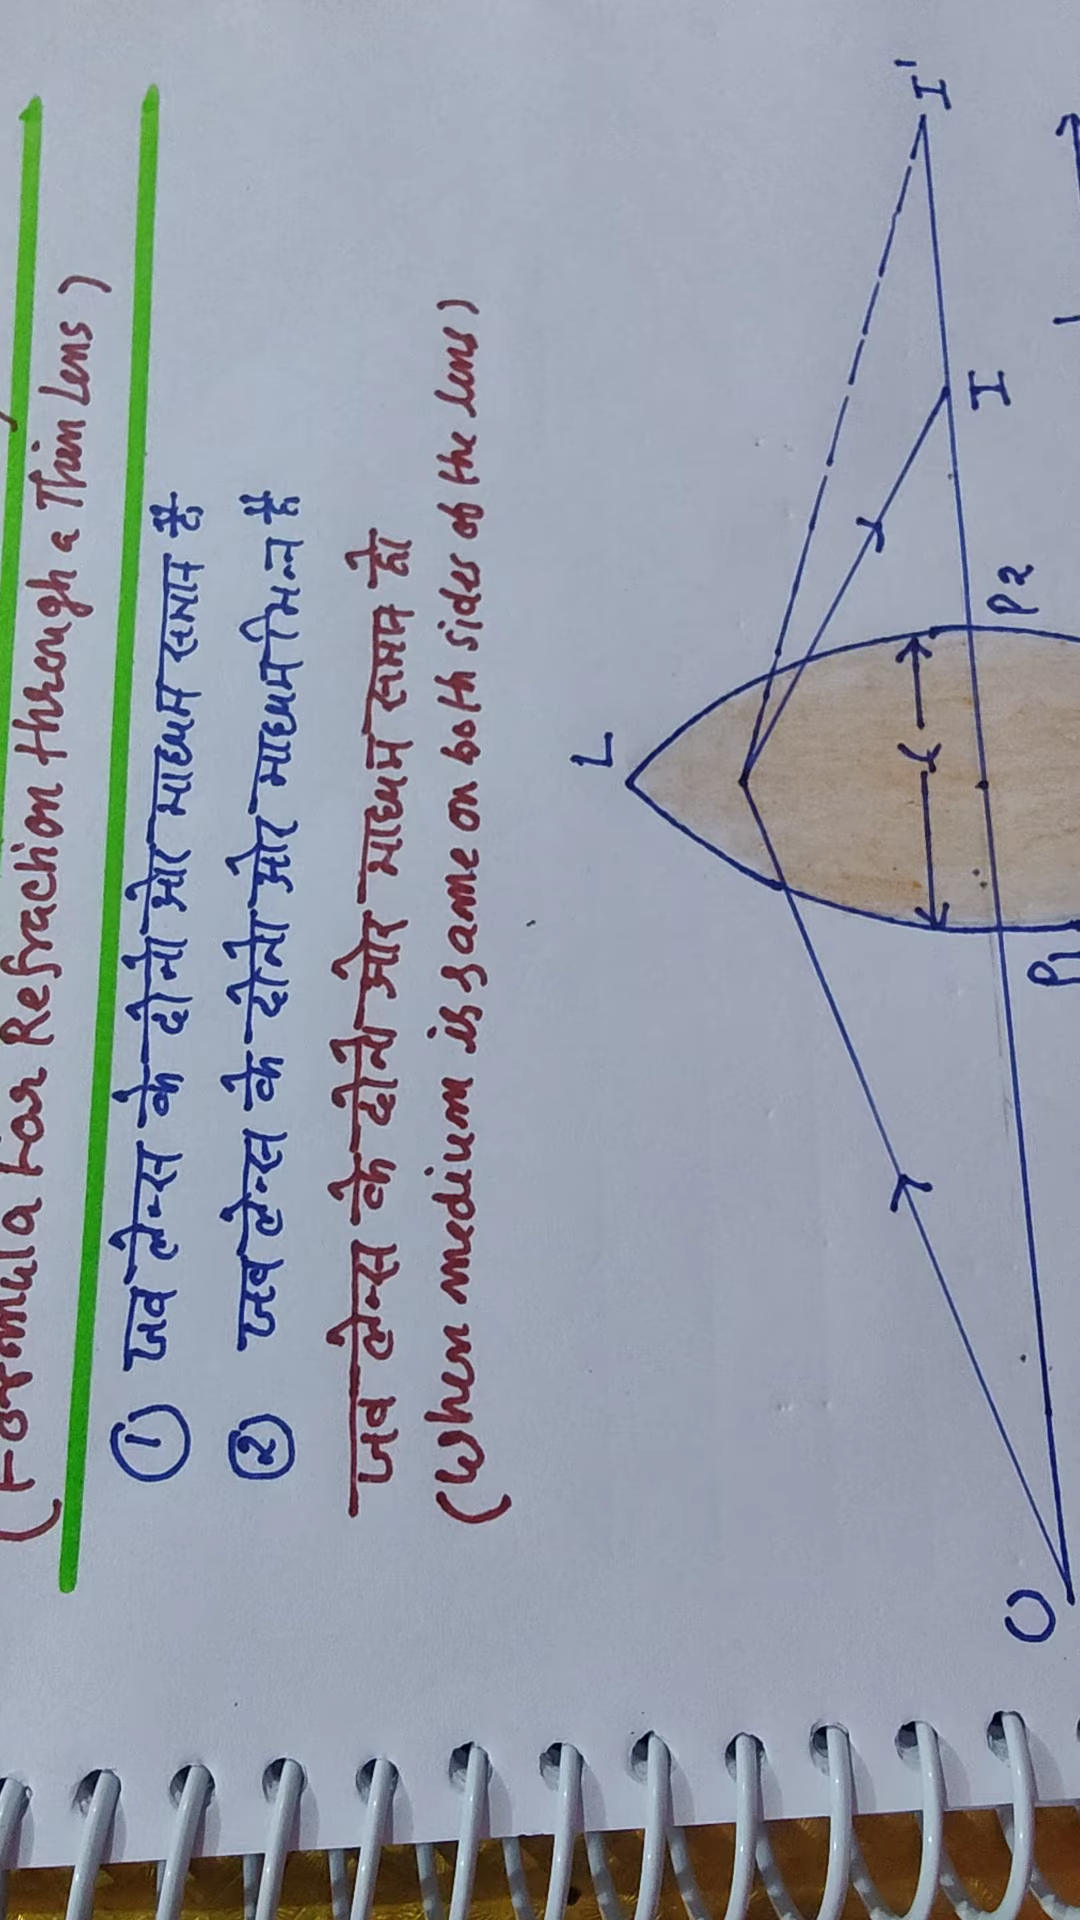 (Formula For Refraction through a Thin Lens)
① जब लेन्स के दोनो ओर माध्यम समान है
② जब लेन्स के दोनो ओर माध्यम भिन्न है
जब लेन्स के दोनो ओर माध्यम समान हो
(When medium is same on both sides of the lens)
L
t
O
P1
P2
I
I'